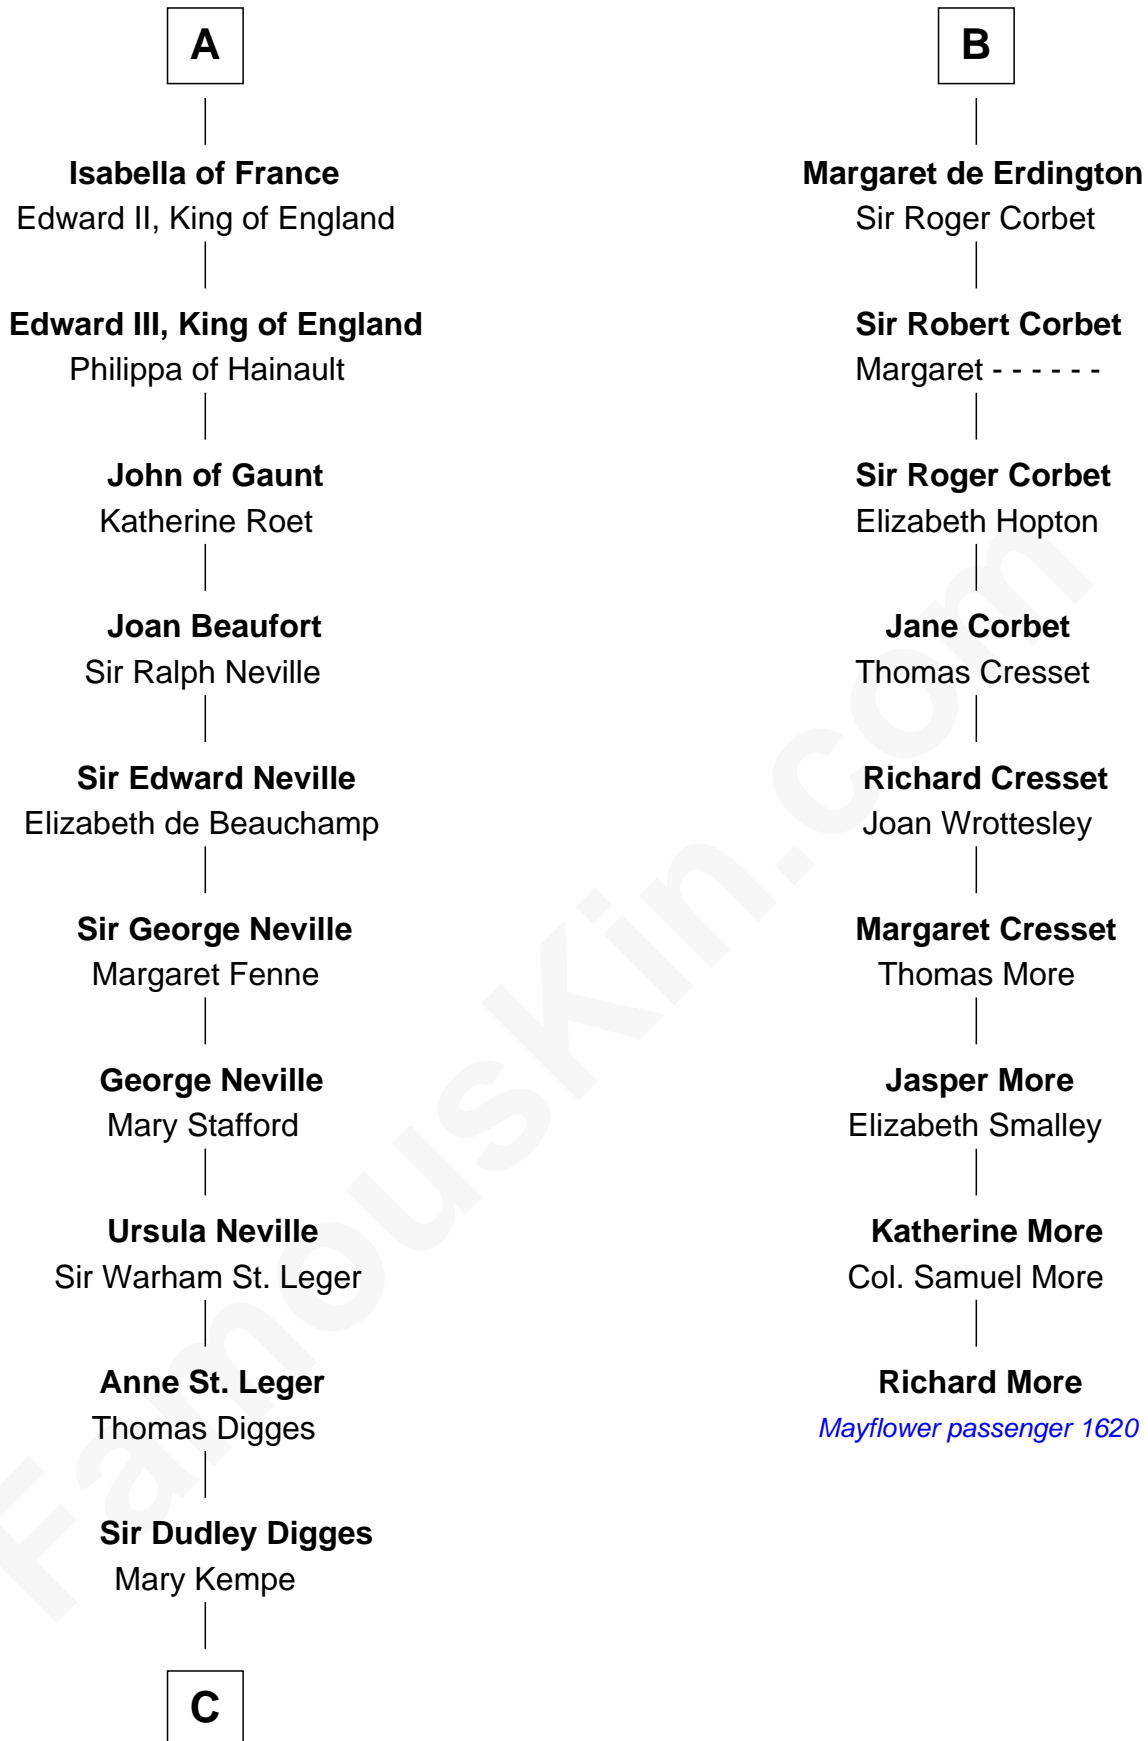 A
Isabella of France
Edward II, King of England
Edward III, King of England
Philippa of Hainault
John of Gaunt
Katherine Roet
Joan Beaufort
Sir Ralph Neville
Sir Edward Neville
Elizabeth de Beauchamp
Sir George Neville
Margaret Fenne
George Neville
Mary Stafford
Ursula Neville
Sir Warham St. Leger
Anne St. Leger
Thomas Digges
Sir Dudley Digges
Mary Kempe
C
B
Margaret de Erdington
Sir Roger Corbet
Sir Robert Corbet
Margaret - - - - - -
Sir Roger Corbet
Elizabeth Hopton
Jane Corbet
Thomas Cresset
Richard Cresset
Joan Wrottesley
Margaret Cresset
Thomas More
Jasper More
Elizabeth Smalley
Katherine More
Col. Samuel More
Richard More
Mayflower passenger 1620
FamousKin.com